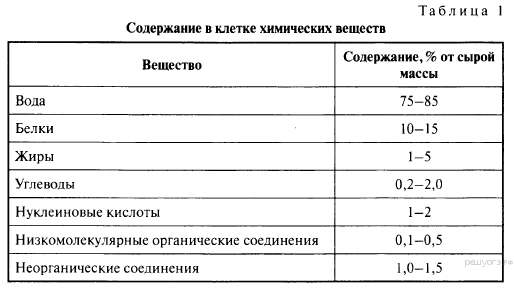 Таблица 1
Содержание в клетке химических веществ
Вещество
Содержание, % от сырой
массы
Вода 75–85
Белки 10–15
Жиры 1–5
Углеводы 0,2–2,0
Нуклеиновые кислоты 1–2
Низкомолекулярные органические соединения 0,1–0,5
Неорганические соединения 1,0–1,5
решуогэ.рф